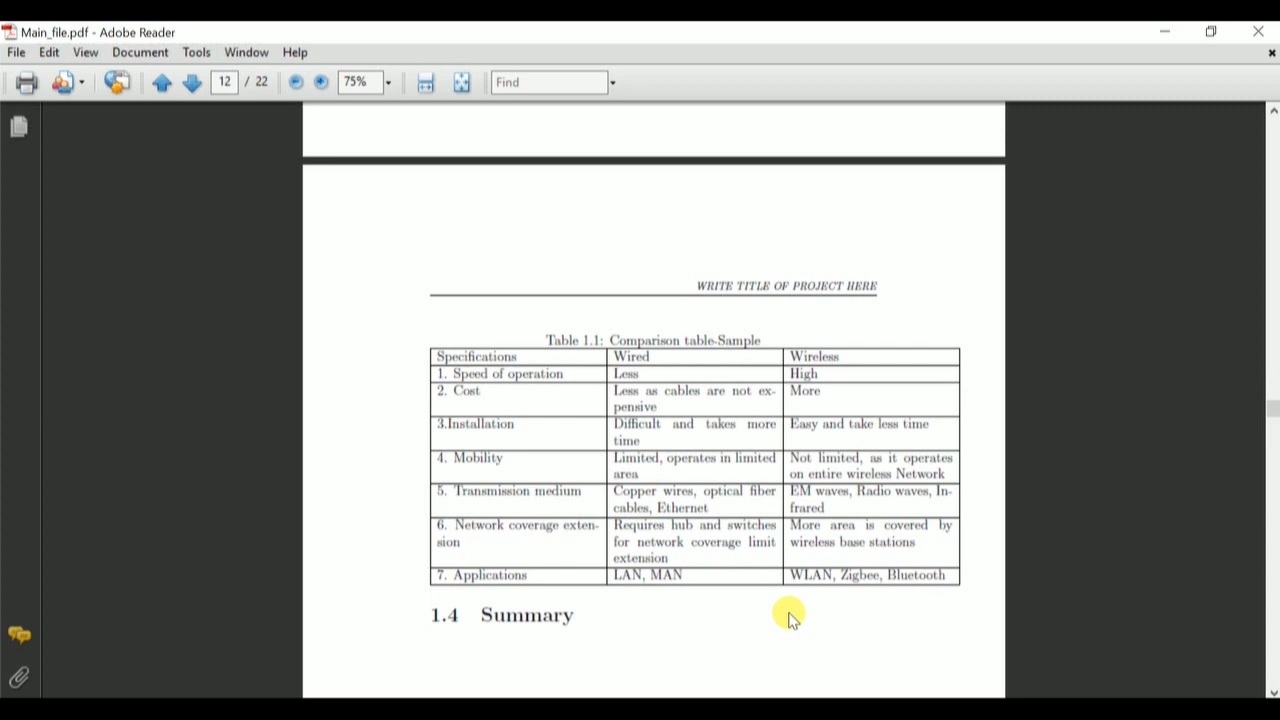 Main_file.pdf - Adobe Reader
File Edit View Document Tools Window Help
12 / 22 75% Find
WRITE TITLE OF PROJECT HERE
Table 1.1: Comparison table-Sample
Specifications Wired Wireless
1. Speed of operation Less High
2. Cost Less as cables are not ex- More
pensive
3.Installation Difficult and takes more Easy and take less time
time
4. Mobility Limited, operates in limited Not limited, as it operates
area on entire wireless Network
5. Transmission medium Copper wires, optical fiber EM waves, Radio waves, In-
cables, Ethernet frared
6. Network coverage exten- Requires hub and switches More area is covered by
sion for network coverage limit wireless base stations
extension
7. Applications LAN, MAN WLAN, Zigbee, Bluetooth
1.4 Summary